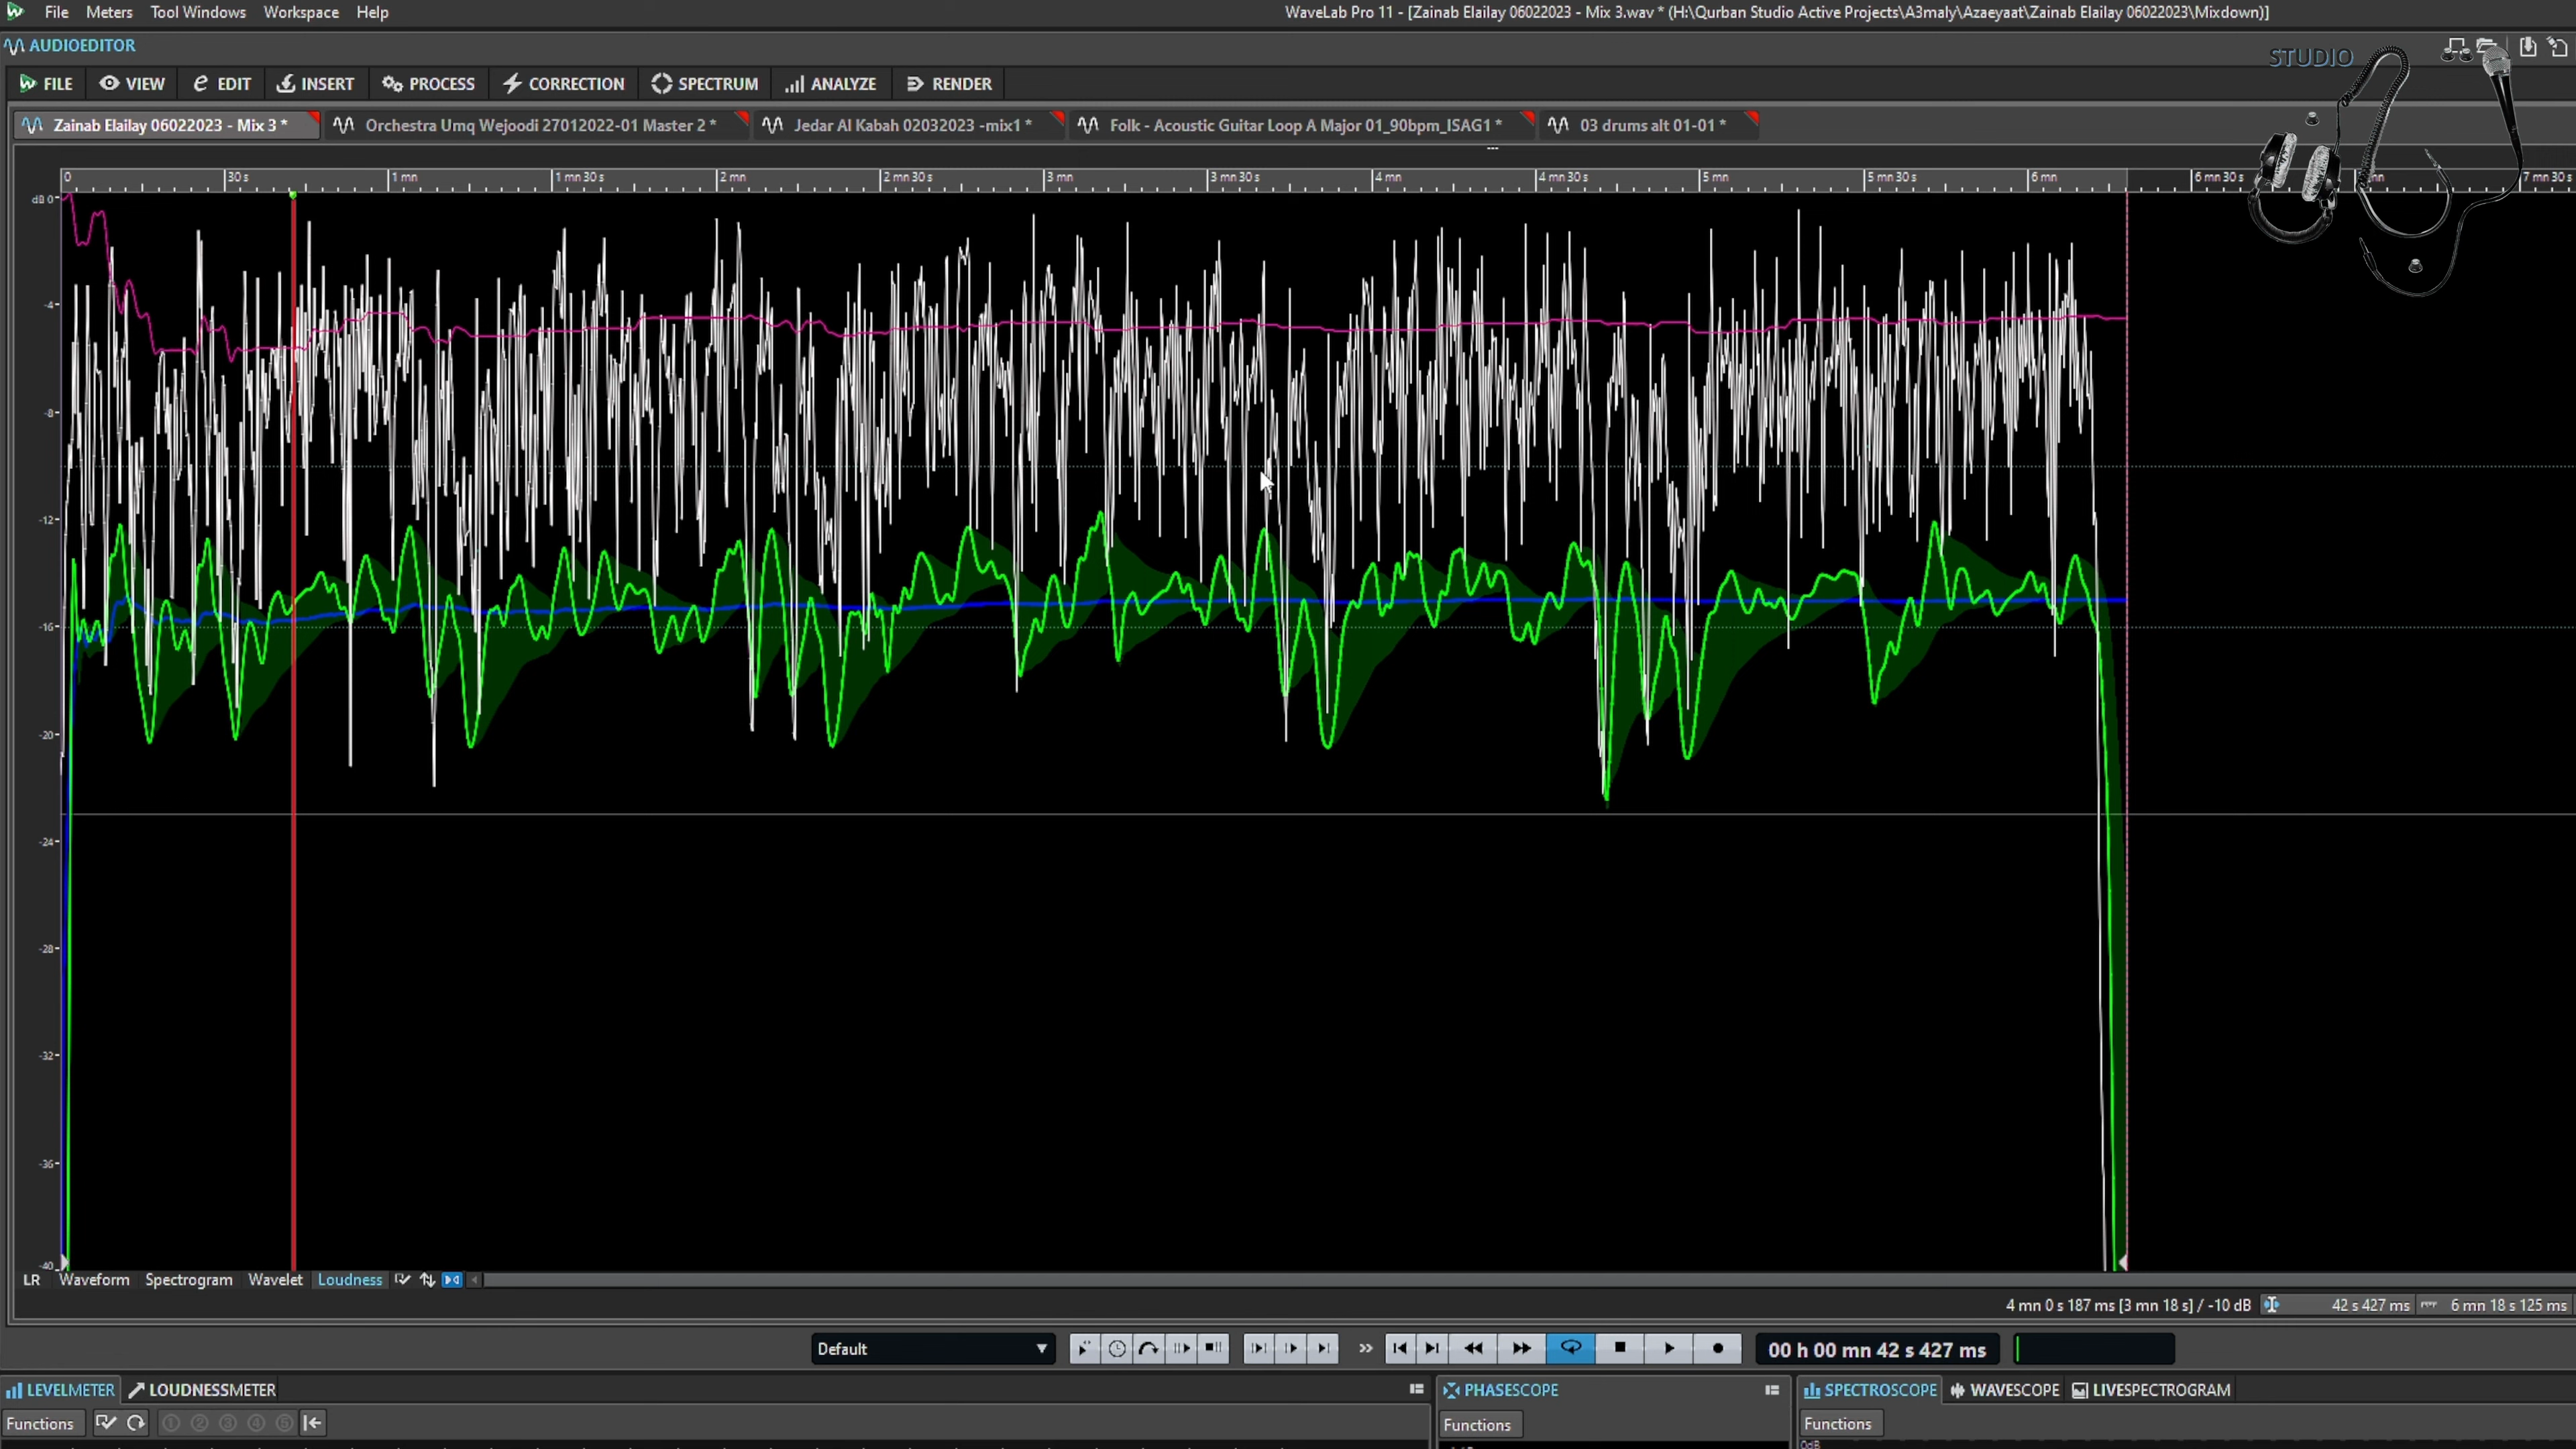 File Meters Tool Windows Workspace Help WaveLab Pro 11 - [Zainab Elailay 06022023 - Mix 3.wav * (H:\Qurban Studio Active Projects\A3maly\Azaeyaat\Zainab Elailay 06022023\Mixdown)]
AUDIOEDITOR
STUDIO
FILE VIEW EDIT INSERT PROCESS CORRECTION SPECTRUM ANALYZE RENDER
Zainab Elailay 06022023 - Mix 3 * Orchestra Umq Wejoodi 27012022-01 Master 2 * Jedar Al Kabah 02032023 -mix1 * Folk - Acoustic Guitar Loop A Major 01_90bpm_ISAG1 * 03 drums alt 01-01 *
0 30 s 1 mn 1 mn 30 s 2 mn 2 mn 30 s 3 mn 3 mn 30 s 4 mn 4 mn 30 s 5 mn 5 mn 30 s 6 mn 6 mn 30 s 7 mn 30 s
dB 0
-4
-8
-12
-16
-20
-24
-28
-32
-36
-40
LR Waveform Spectrogram Wavelet Loudness
4 mn 0 s 187 ms [3 mn 18 s] / -10 dB 42 s 427 ms 6 mn 18 s 125 ms
Default 00 h 00 mn 42 s 427 ms
LEVELMETER LOUDNESSMETER PHASESCOPE SPECTROSCOPE WAVESCOPE LIVESPECTROGRAM
Functions 1 2 3 4 5 Functions Functions
0dB